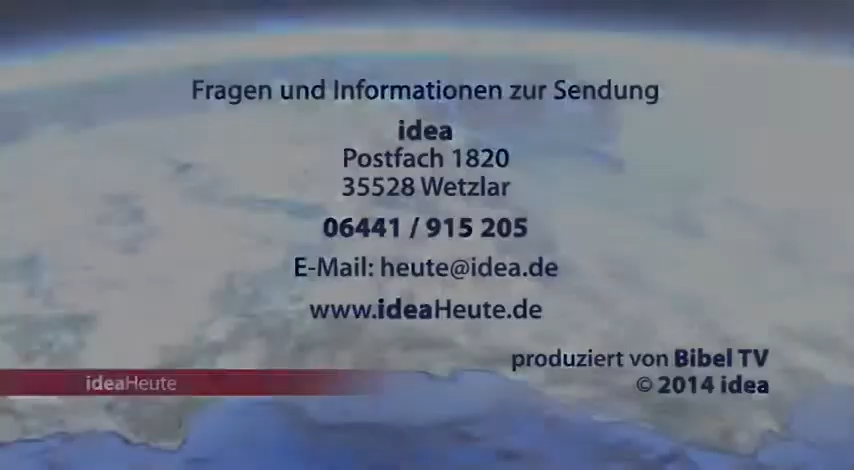 Fragen und Informationen zur Sendung
idea
Postfach 1820
35528 Wetzlar
06441 / 915 205
E-Mail: heute@idea.de
www.ideaHeute.de
produziert von Bibel TV
ideaHeute
© 2014 idea